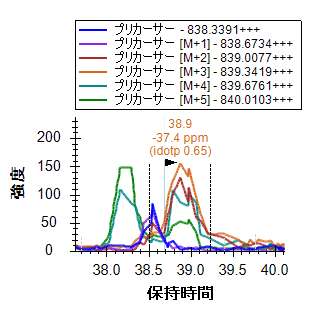 プリカーサー - 838.3391+++
プリカーサー [M+1] - 838.6734+++
プリカーサー [M+2] - 839.0077+++
プリカーサー [M+3] - 839.3419+++
プリカーサー [M+4] - 839.6761+++
プリカーサー [M+5] - 840.0103+++
38.9
-37.4 ppm
(idotp 0.65)
200
150
100
50
0
強度
38.0 38.5 39.0 39.5 40.0
保持時間